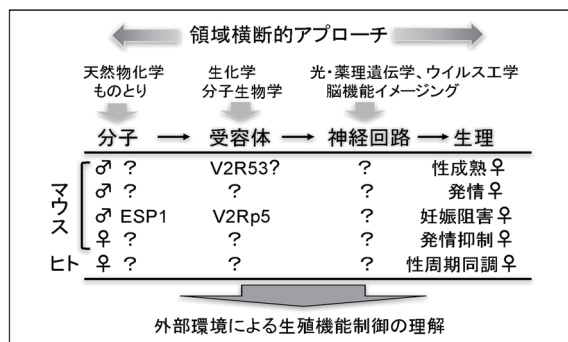 領域横断的アプローチ
天然物化学 生化学 光・薬理遺伝学、ウイルス工学
ものとり 分子生物学 脳機能イメージング
分子 → 受容体 → 神経回路 → 生理
♂ ? V2R53? ? 性成熟♀
♂ ? ? ? 発情♀
マウス
♂ ESP1 V2Rp5 ? 妊娠阻害♀
♀ ? ? ? 発情抑制♀
ヒト ♀ ? ? ? 性周期同調♀
外部環境による生殖機能制御の理解